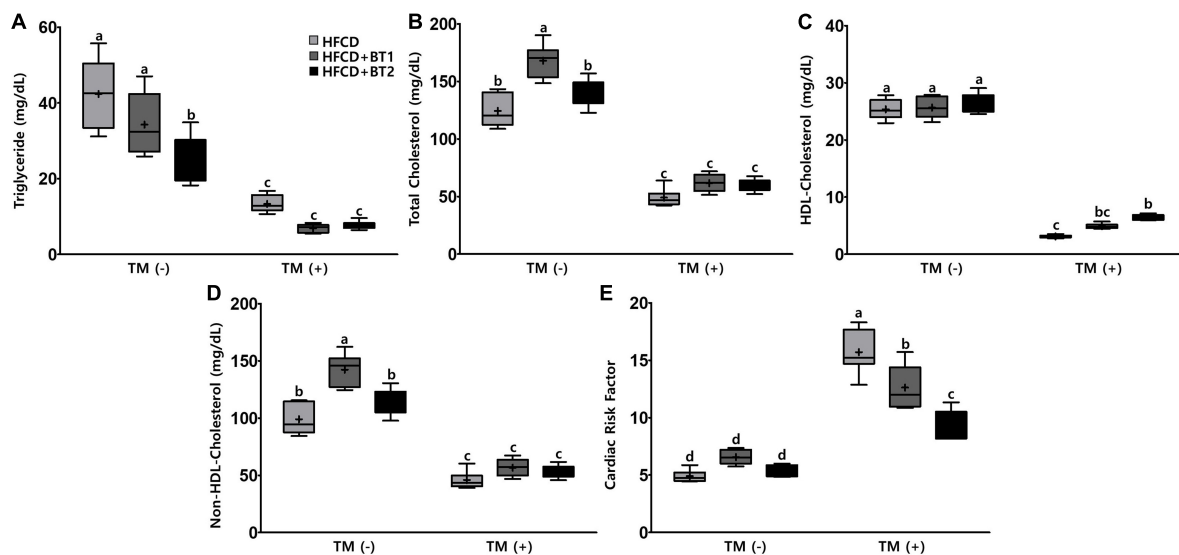 A
Triglyceride (mg/dL)
60
40
20
0
a
a
b
c
c
c
HFCD
HFCD+BT1
HFCD+BT2
TM (-)
TM (+)
B
Total Cholesterol (mg/dL)
200
150
100
50
0
b
a
b
c
c
c
TM (-)
TM (+)
C
HDL-Cholesterol (mg/dL)
40
30
20
10
0
a
a
a
c
bc
b
TM (-)
TM (+)
D
Non-HDL-Cholesterol (mg/dL)
200
150
100
50
0
b
a
b
c
c
c
TM (-)
TM (+)
E
Cardiac Risk Factor
20
15
10
5
0
d
d
d
a
b
c
TM (-)
TM (+)